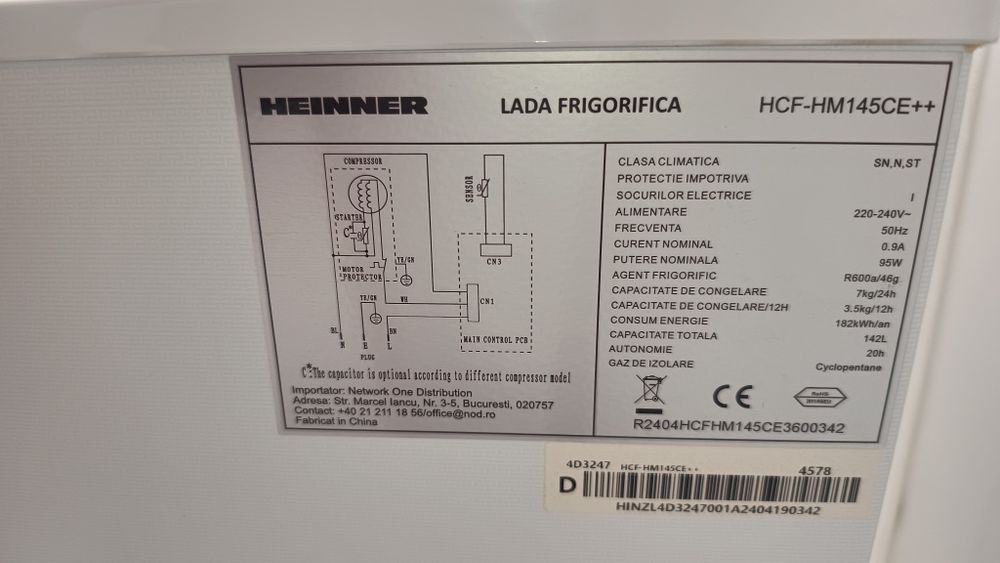 HEINNER LADA FRIGORIFICA HCF-HM145CE++
COMPRESSOR
STARTER
C*
θ
MOTOR
PROTECTOR
YE/GN
YE/GN
WH
BL
BN
N E L
PLUG
SENSOR
θ
CN3
CN1
MAIN CONTROL PCB
C*:The capacitor is optional according to different compressor model
Importator: Network One Distribution
Adresa: Str. Marcel Iancu, Nr. 3-5, Bucuresti, 020757
Contact: +40 21 211 18 56/office@nod.ro
Fabricat in China
CLASA CLIMATICA SN,N,ST
PROTECTIE IMPOTRIVA
SOCURILOR ELECTRICE I
ALIMENTARE 220-240V~
FRECVENTA 50Hz
CURENT NOMINAL 0.9A
PUTERE NOMINALA 95W
AGENT FRIGORIFIC R600a/46g
CAPACITATE DE CONGELARE 7kg/24h
CAPACITATE DE CONGELARE/12H 3.5kg/12h
CONSUM ENERGIE 182kWh/an
CAPACITATE TOTALA 142L
AUTONOMIE 20h
GAZ DE IZOLARE Cyclopentane
CE
RoHS
R2404HCFHM145CE3600342
4D3247 HCF-HM145CE++ 4578
D
HINZL4D3247001A2404190342